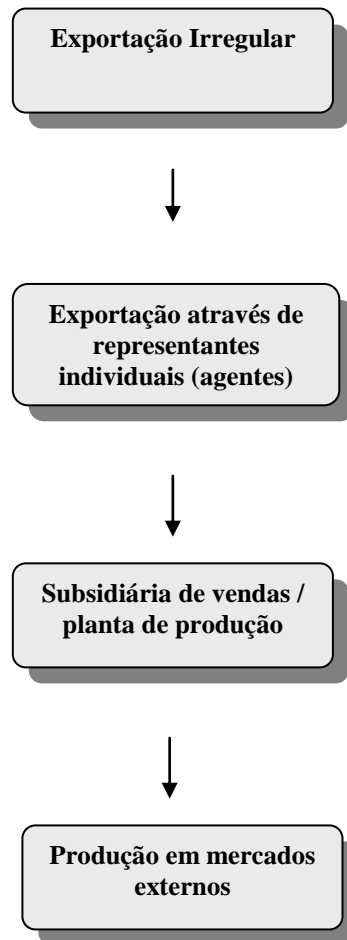 Exportação Irregular
Exportação através de
representantes
individuais (agentes)
Subsidiária de vendas /
planta de produção
Produção em mercados
externos